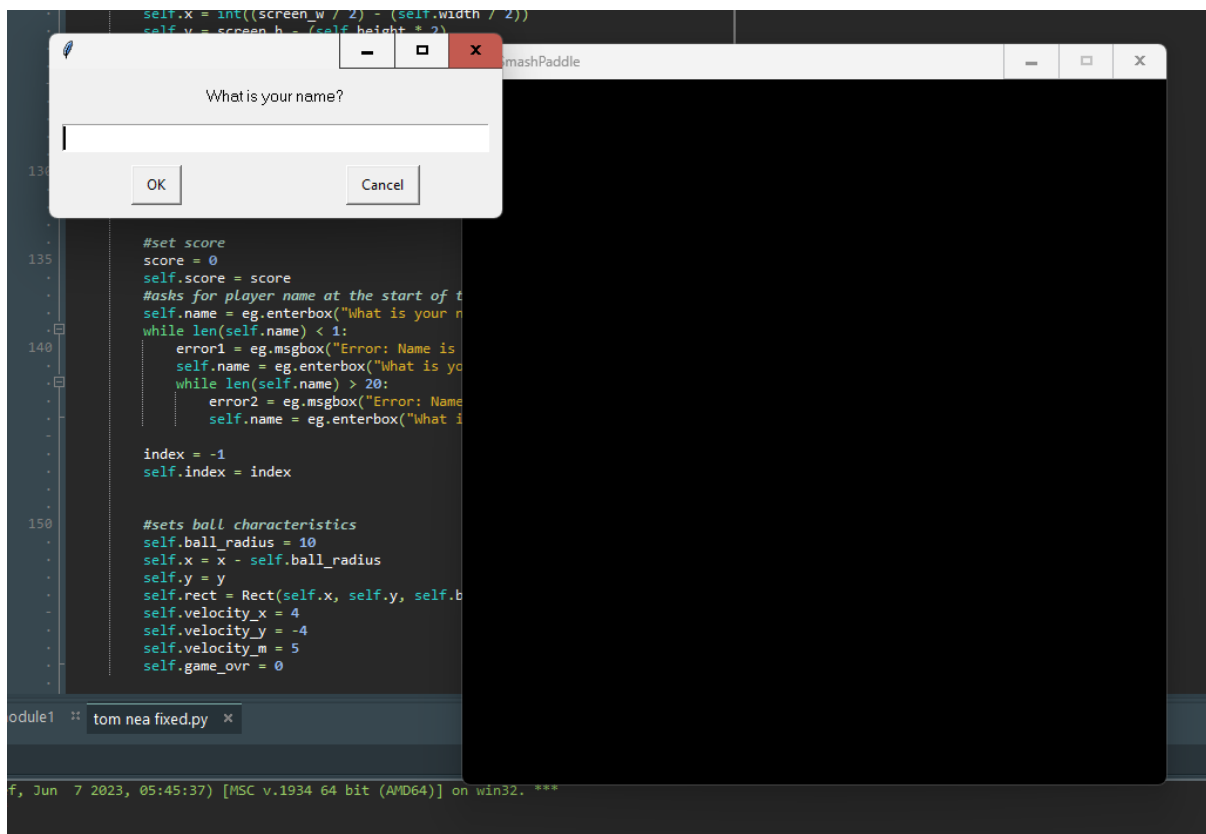 self.x = int((screen_w / 2) - (self.width / 2))
self.y = screen_h - (self.height * 2)
What is your name?
OK
Cancel
SmashPaddle
130
#set score
135
score = 0
self.score = score
#asks for player name at the start of t
self.name = eg.enterbox("What is your n
while len(self.name) < 1:
140
error1 = eg.msgbox("Error: Name is
self.name = eg.enterbox("What is yo
while len(self.name) > 20:
error2 = eg.msgbox("Error: Name
self.name = eg.enterbox("What i
index = -1
self.index = index
150
#sets ball characteristics
self.ball_radius = 10
self.x = x - self.ball_radius
self.y = y
self.rect = Rect(self.x, self.y, self.b
self.velocity_x = 4
self.velocity_y = -4
self.velocity_m = 5
self.game_ovr = 0
odule1
tom nea fixed.py
f, Jun 7 2023, 05:45:37) [MSC v.1934 64 bit (AMD64)] on win32. ***